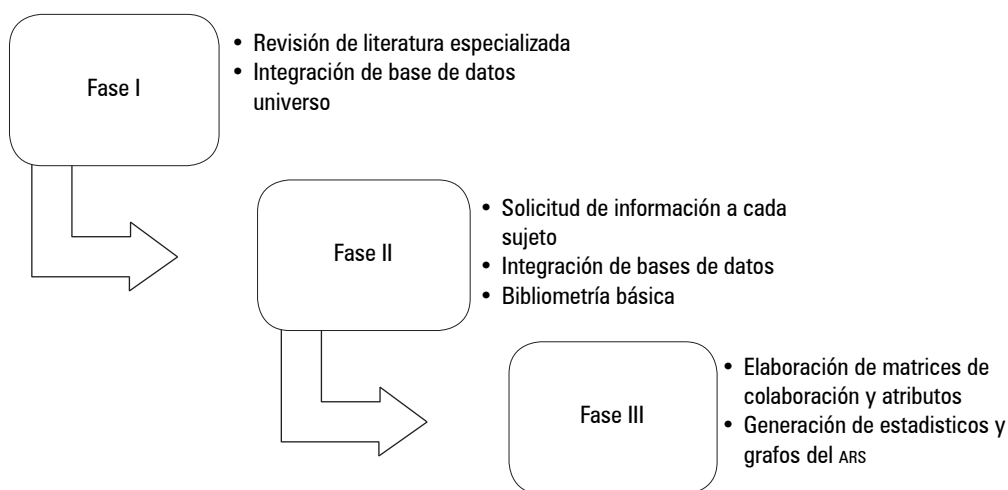 Fase I
• Revisión de literatura especializada
• Integración de base de datos
universo
Fase II
• Solicitud de información a cada
sujeto
• Integración de bases de datos
• Bibliometría básica
Fase III
• Elaboración de matrices de
colaboración y atributos
• Generación de estadisticos y
grafos del ARS